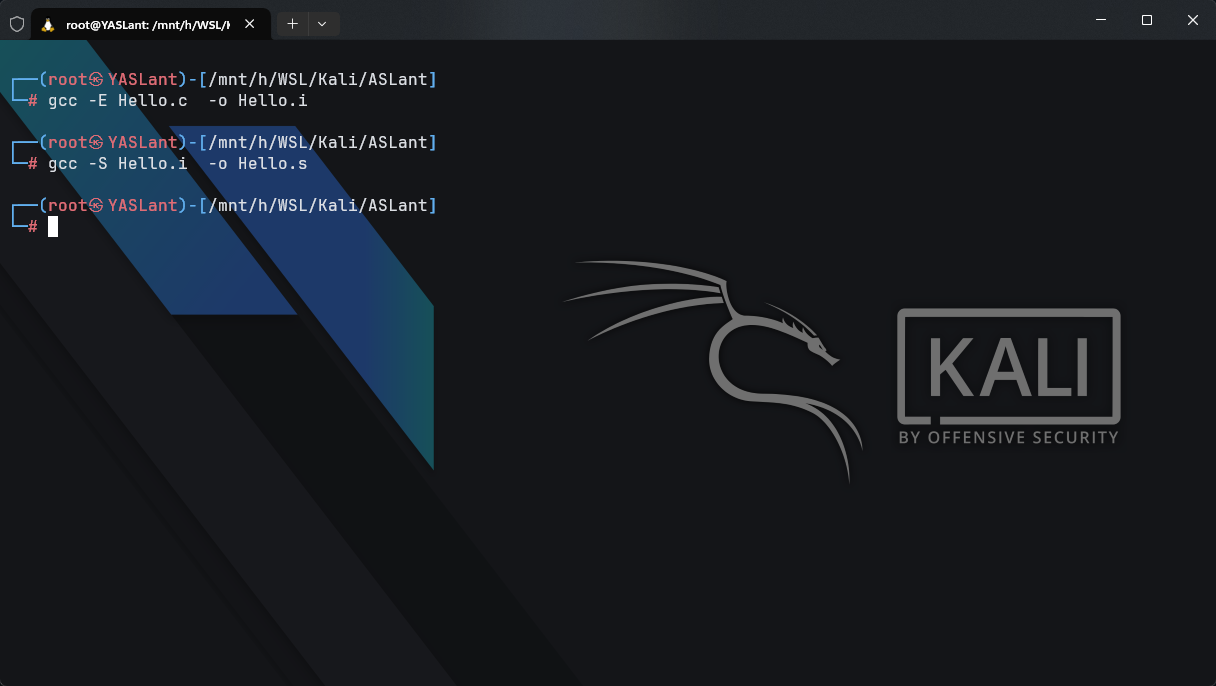 root@YASLant: /mnt/h/WSL/K
┌──(root㉿YASLant)-[/mnt/h/WSL/Kali/ASLant]
└─# gcc -E Hello.c  -o Hello.i
┌──(root㉿YASLant)-[/mnt/h/WSL/Kali/ASLant]
└─# gcc -S Hello.i  -o Hello.s
┌──(root㉿YASLant)-[/mnt/h/WSL/Kali/ASLant]
└─#
KALI
BY OFFENSIVE SECURITY